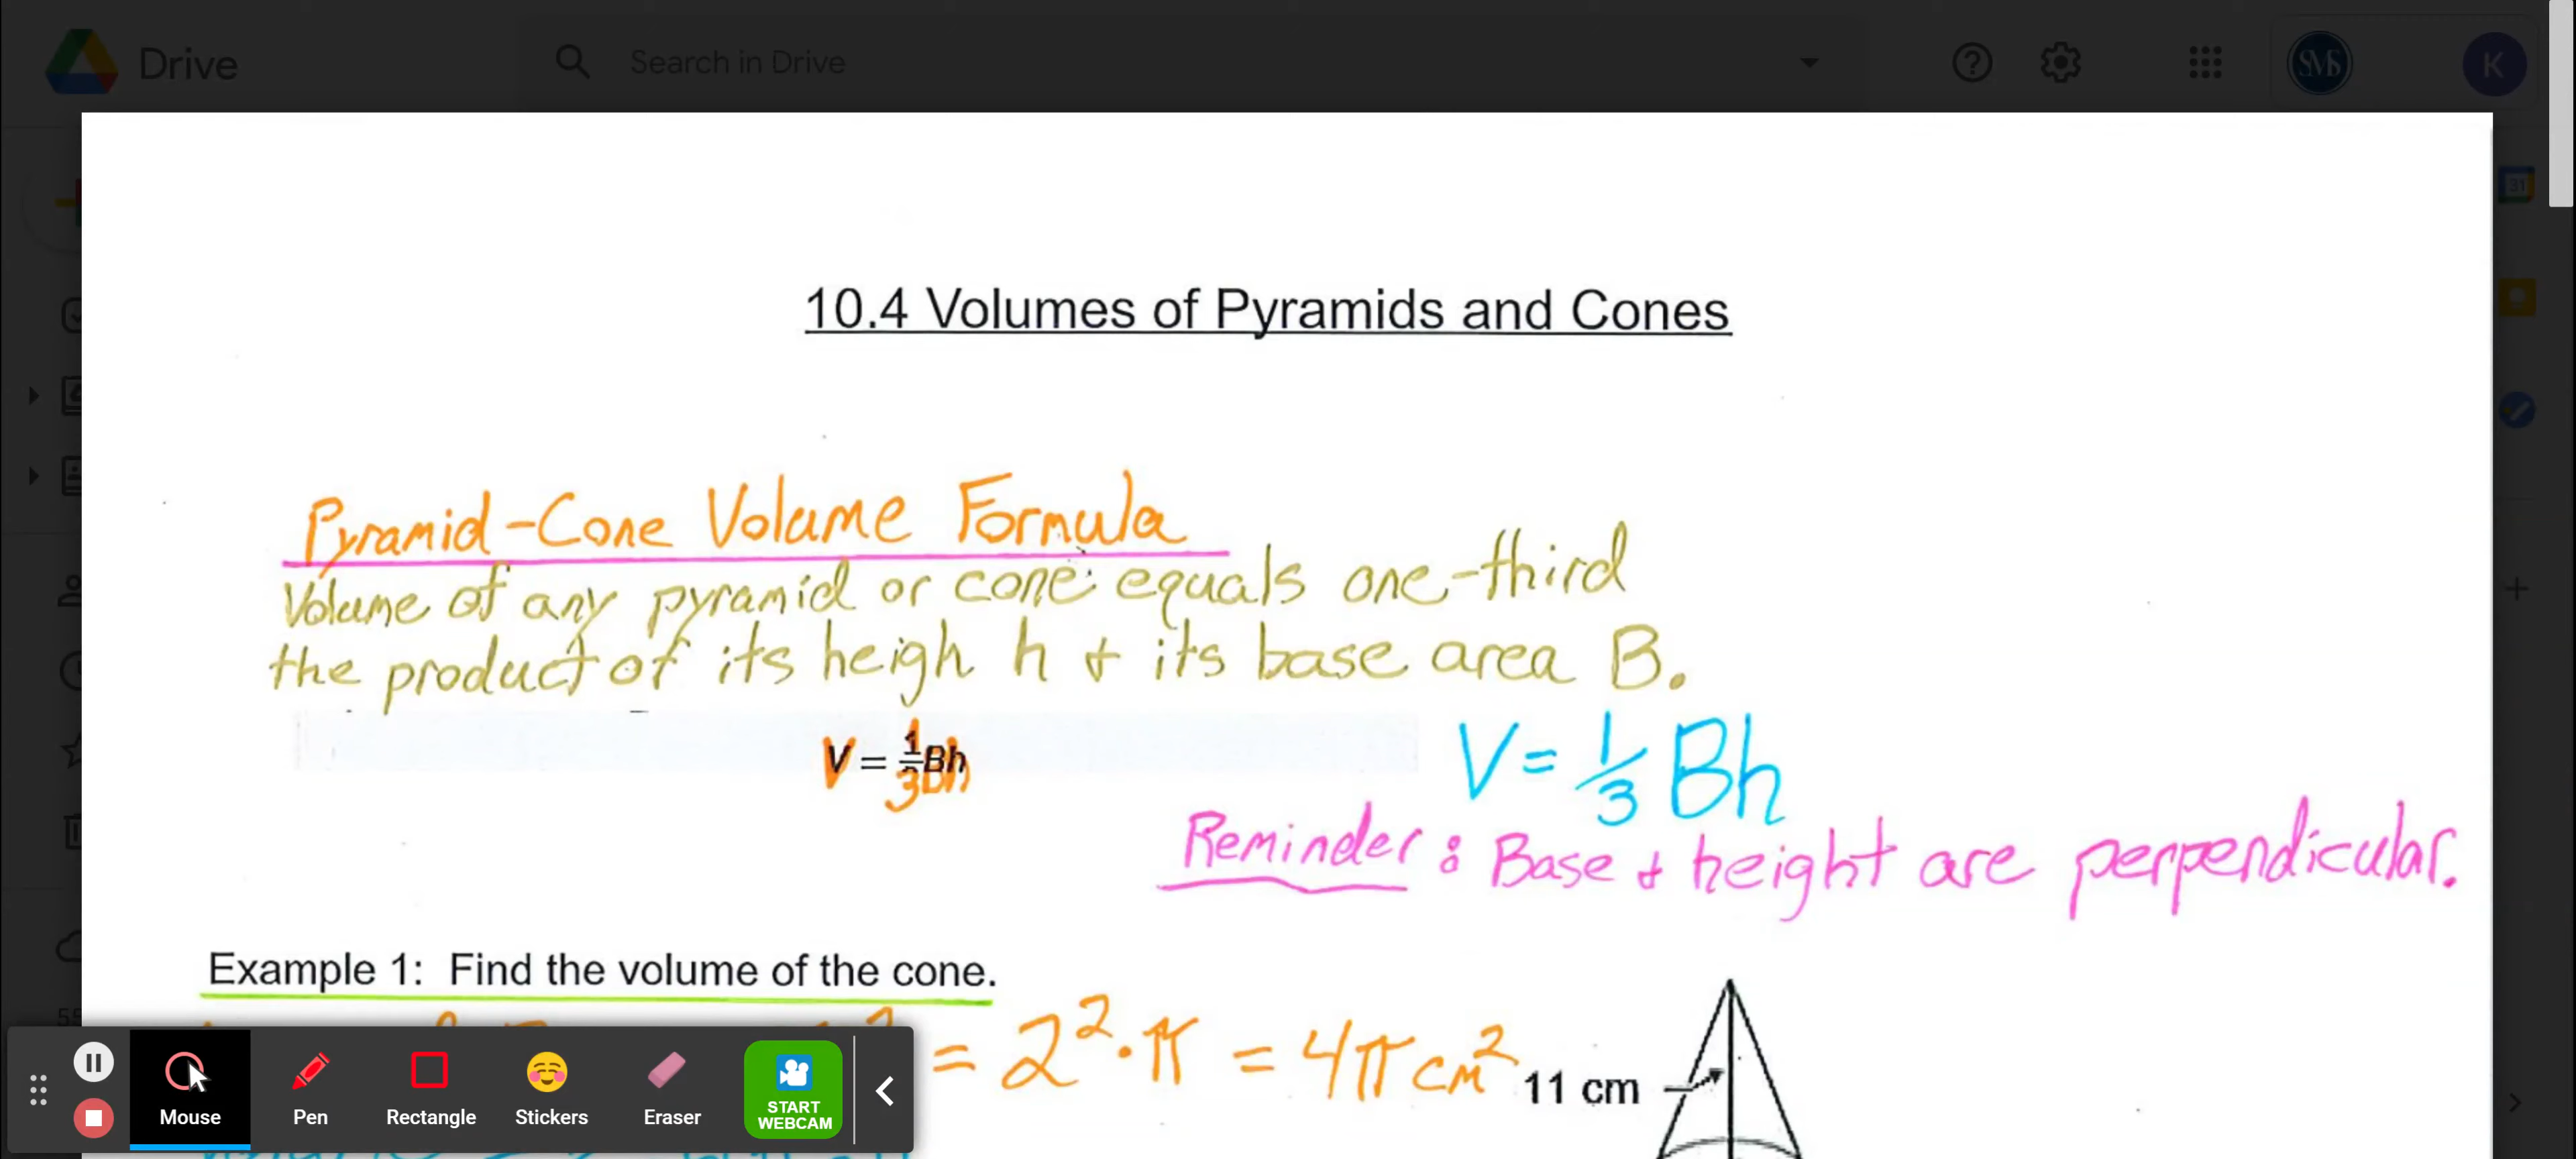 Drive
Search in Drive
SMS
K
31
10.4 Volumes of Pyramids and Cones
Pyramid-Cone Volume Formula
Volume of any pyramid or cone equals one-third
the product of its heigh h & its base area B.
V = 1/3 Bh
V = 1/3 Bh
Reminder: Base & height are perpendicular.
Example 1: Find the volume of the cone.
= 2² · π = 4π cm²
11 cm
Mouse
Pen
Rectangle
Stickers
Eraser
START
WEBCAM